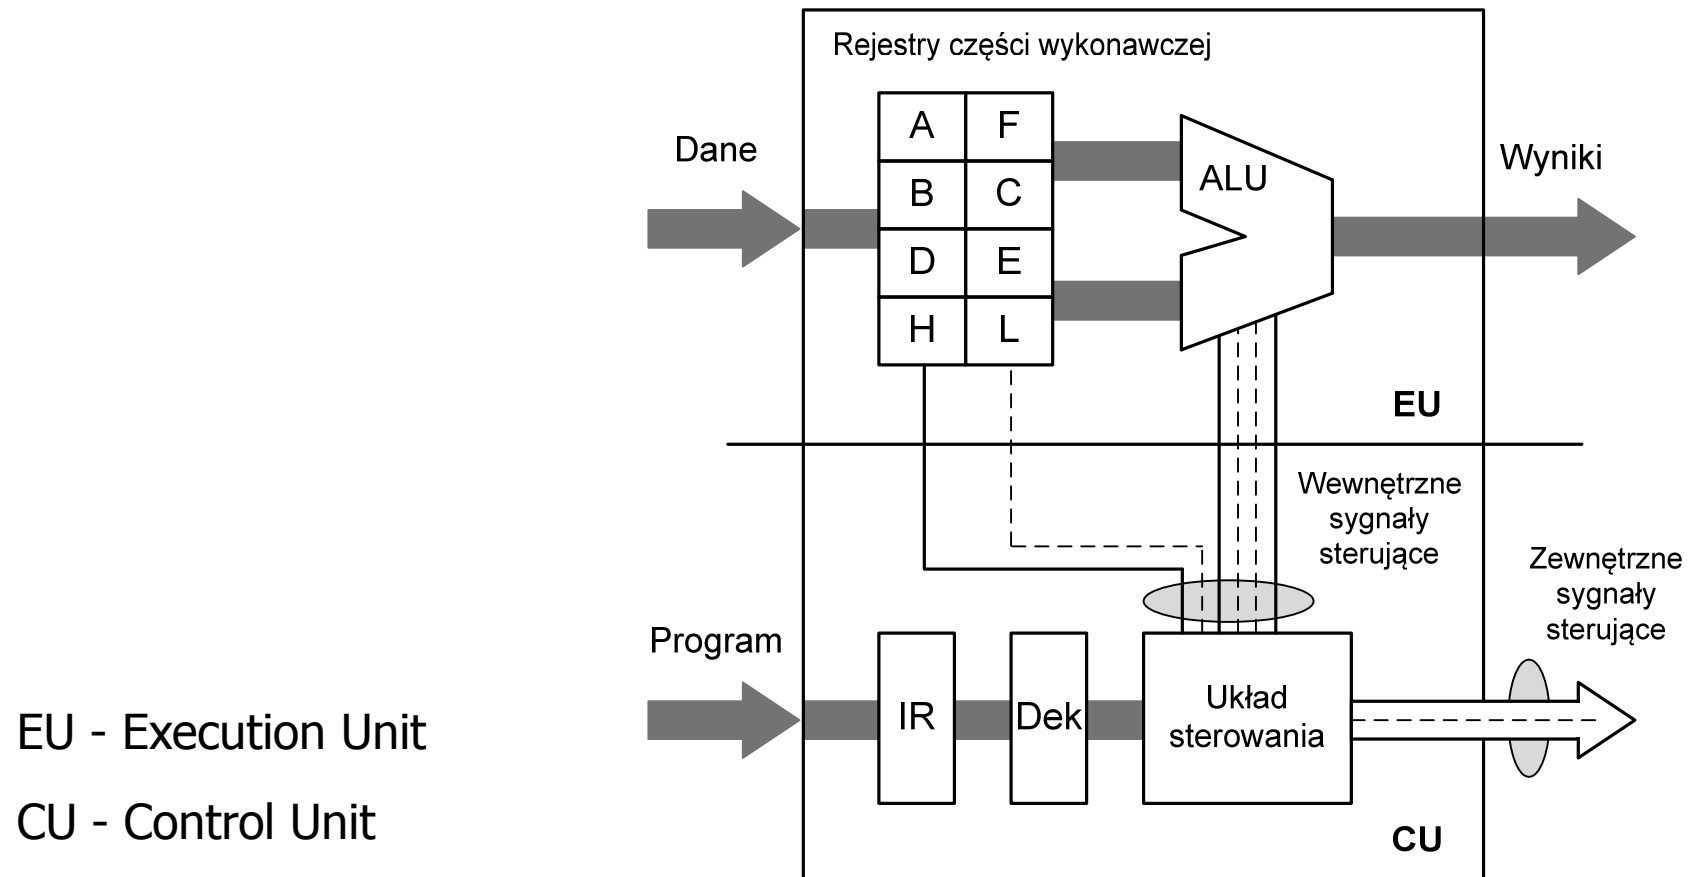 Rejestry części wykonawczej
Dane
A F
B C
D E
H L
ALU
Wyniki
EU
Wewnętrzne
sygnały
sterujące
Zewnętrzne
sygnały
sterujące
Program
IR
Dek
Układ
sterowania
CU
EU - Execution Unit
CU - Control Unit